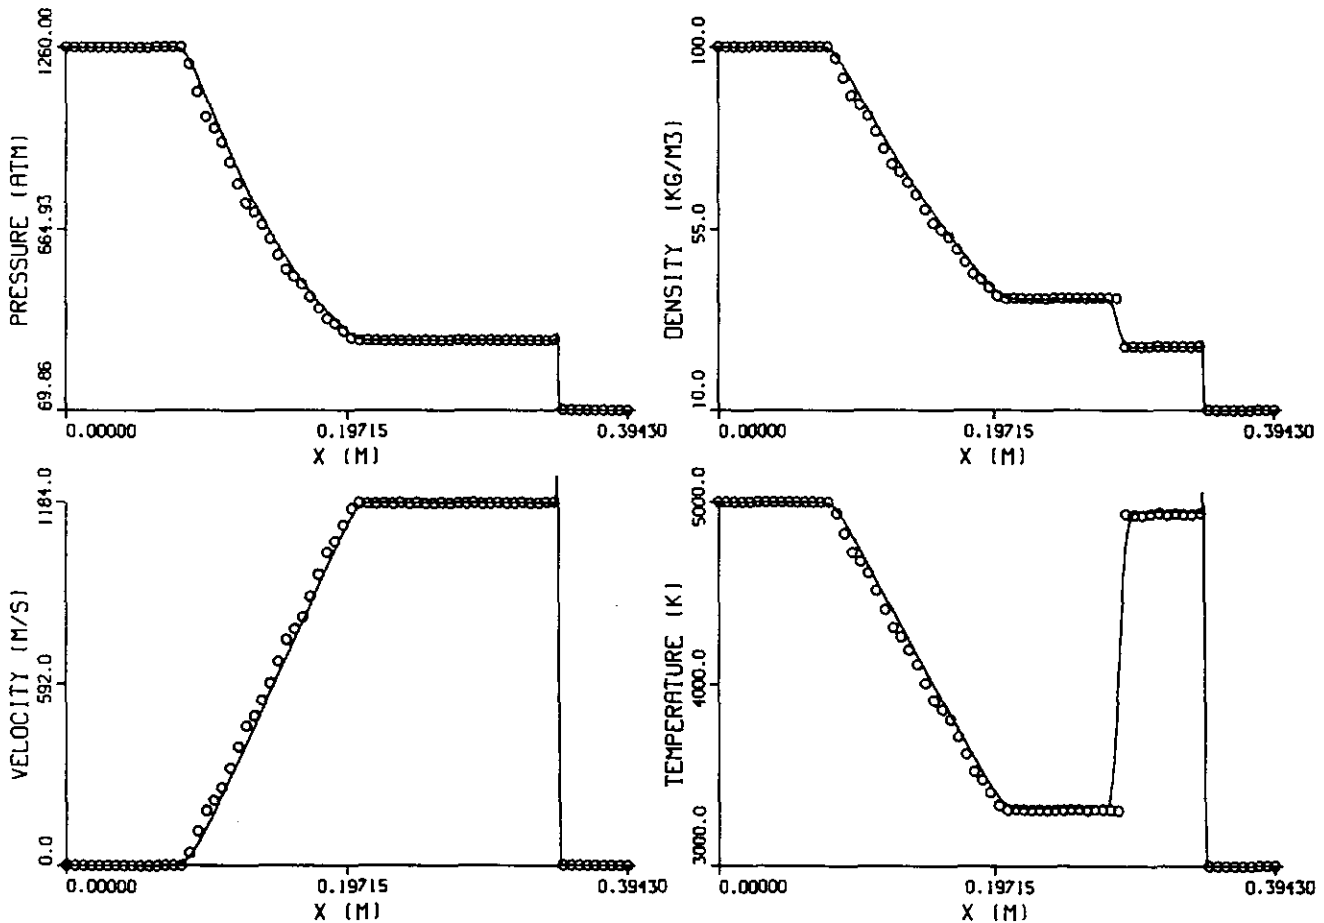 1260.00
664.93
69.86
PRESSURE (ATM)
0.00000 0.19715 0.39430
X (M)
100.0
55.0
10.0
DENSITY (KG/M3)
0.00000 0.19715 0.39430
X (M)
1184.0
592.0
0.0
VELOCITY (M/S)
0.00000 0.19715 0.39430
X (M)
5000.0
4000.0
3000.0
TEMPERATURE (K)
0.00000 0.19715 0.39430
X (M)